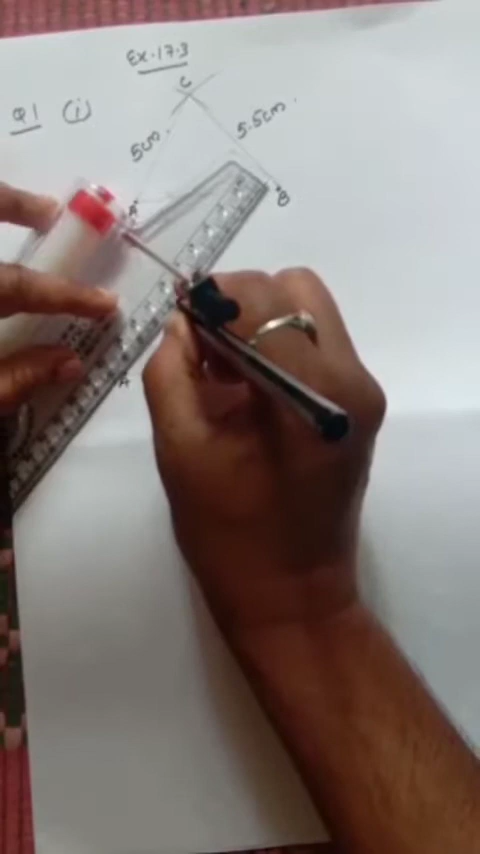 Ex.17.3
Q1 (i)
C
5cm.
5.5cm.
A
B
A